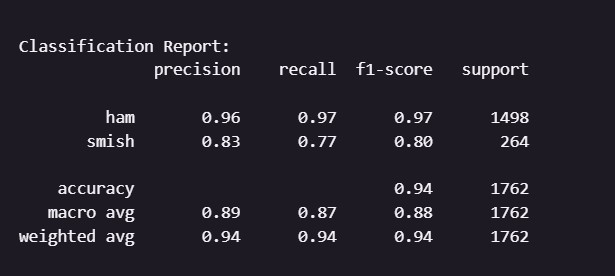 Classification Report:
precision recall f1-score support
ham 0.96 0.97 0.97 1498
smish 0.83 0.77 0.80 264
accuracy 0.94 1762
macro avg 0.89 0.87 0.88 1762
weighted avg 0.94 0.94 0.94 1762